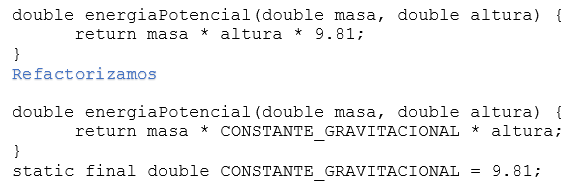 double energiaPotencial(double masa, double altura) {
      return masa * altura * 9.81;
}
Refactorizamos

double energiaPotencial(double masa, double altura) {
      return masa * CONSTANTE_GRAVITACIONAL * altura;
}
static final double CONSTANTE_GRAVITACIONAL = 9.81;